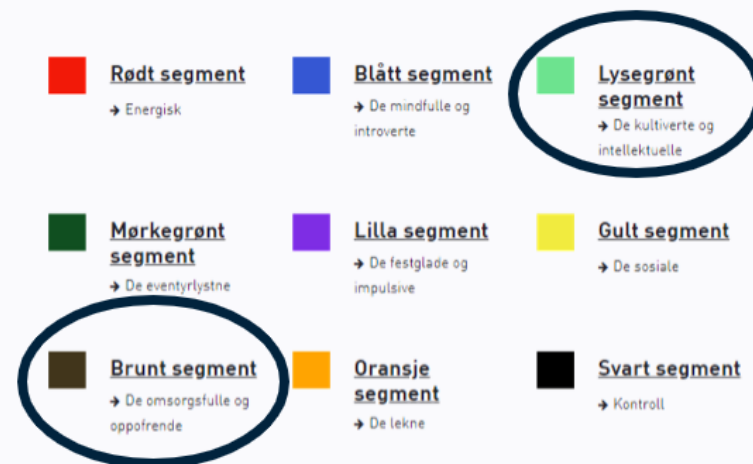 Rødt segment
→ Energisk
Blått segment
→ De mindfulle og
introverte
Lysegrønt
segment
→ De kultiverte og
intellektuelle
Mørkegrønt
segment
→ De eventyrlystne
Lilla segment
→ De festglade og
impulsive
Gult segment
→ De sosiale
Brunt segment
→ De omsorgsfulle og
oppofrende
Oransje
segment
→ De lekne
Svart segment
→ Kontroll